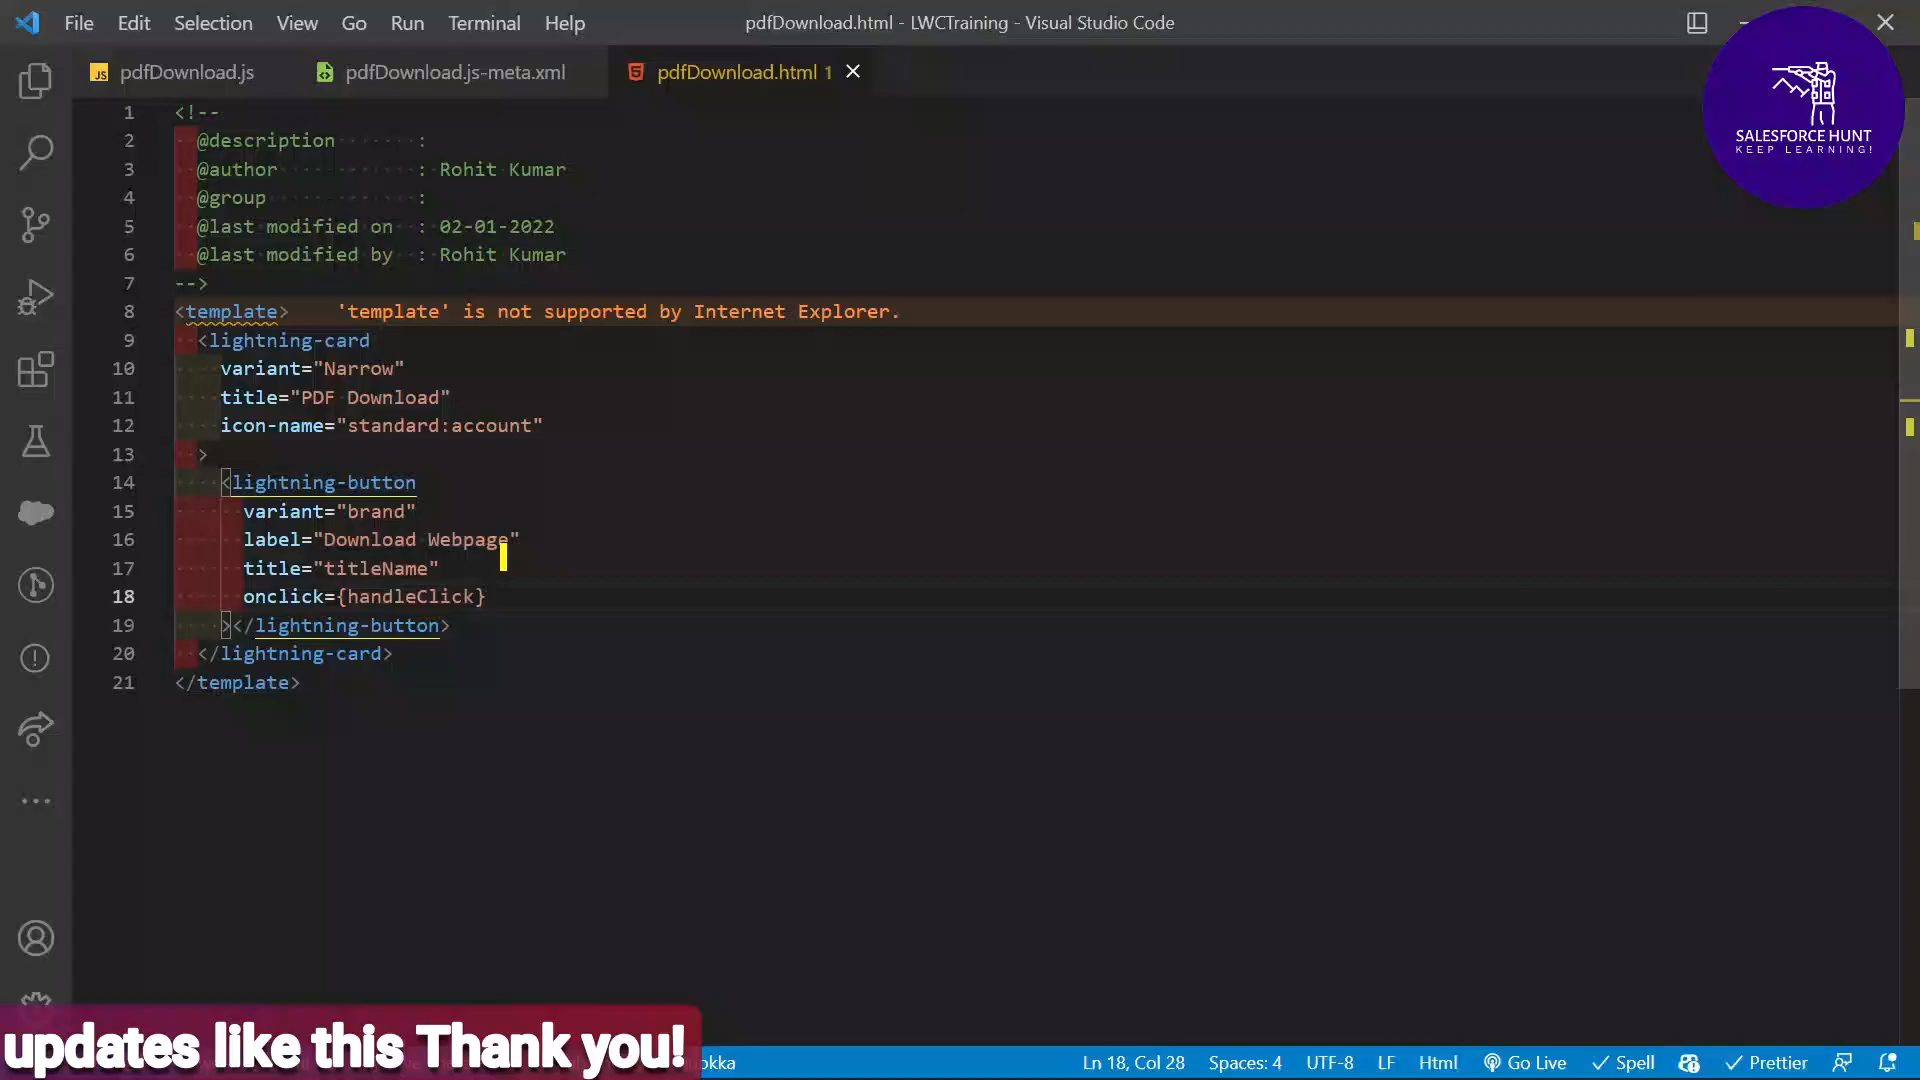 File Edit Selection View Go Run Terminal Help pdfDownload.html - LWCTraining - Visual Studio Code
pdfDownload.js pdfDownload.js-meta.xml pdfDownload.html 1
SALESFORCE HUNT
KEEP LEARNING!
1 <!--
2 @description :
3 @author : Rohit Kumar
4 @group :
5 @last modified on : 02-01-2022
6 @last modified by : Rohit Kumar
7 -->
8 <template> 'template' is not supported by Internet Explorer.
9 <lightning-card
10 variant="Narrow"
11 title="PDF Download"
12 icon-name="standard:account"
13 >
14 <lightning-button
15 variant="brand"
16 label="Download Webpage"
17 title="titleName"
18 onclick={handleClick}
19 ></lightning-button>
20 </lightning-card>
21 </template>
updates like this Thank you!
Ln 18, Col 28 Spaces: 4 UTF-8 LF Html Go Live Spell Prettier